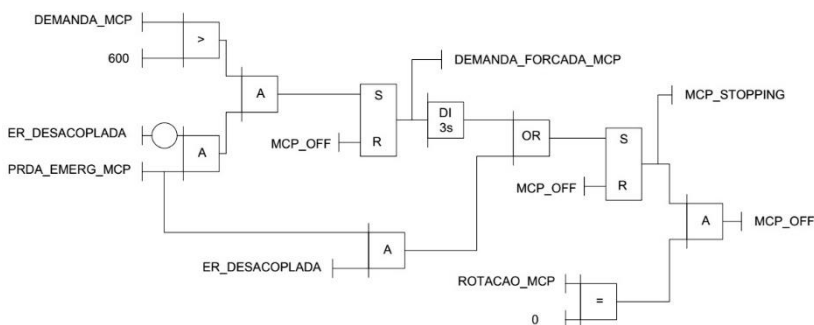 DEMANDA_MCP
>
600
A
DEMANDA_FORCADA_MCP
S
R
MCP_OFF
DI
3s
MCP_STOPPING
ER_DESACOPLADA
A
PRDA_EMERG_MCP
OR
S
R
MCP_OFF
A
MCP_OFF
A
ER_DESACOPLADA
ROTACAO_MCP
=
0